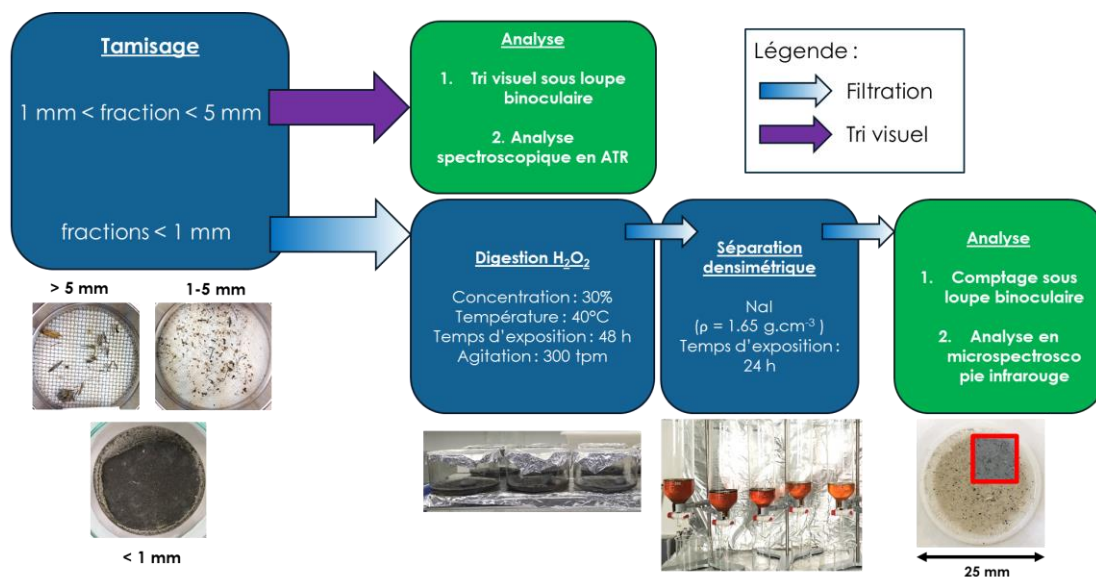 Tamisage
1 mm < fraction < 5 mm
fractions < 1 mm
> 5 mm
1-5 mm
< 1 mm
Analyse
1. Tri visuel sous loupe
binoculaire
2. Analyse
spectroscopique en ATR
Légende :
Filtration
Tri visuel
Digestion H₂O₂
Concentration : 30%
Température : 40°C
Temps d'exposition : 48 h
Agitation : 300 tpm
Séparation
densimétrique
NaI
(ρ = 1.65 g.cm⁻³ )
Temps d'exposition :
24 h
Analyse
1. Comptage sous
loupe binoculaire
2. Analyse en
microspectrosco
pie infrarouge
25 mm